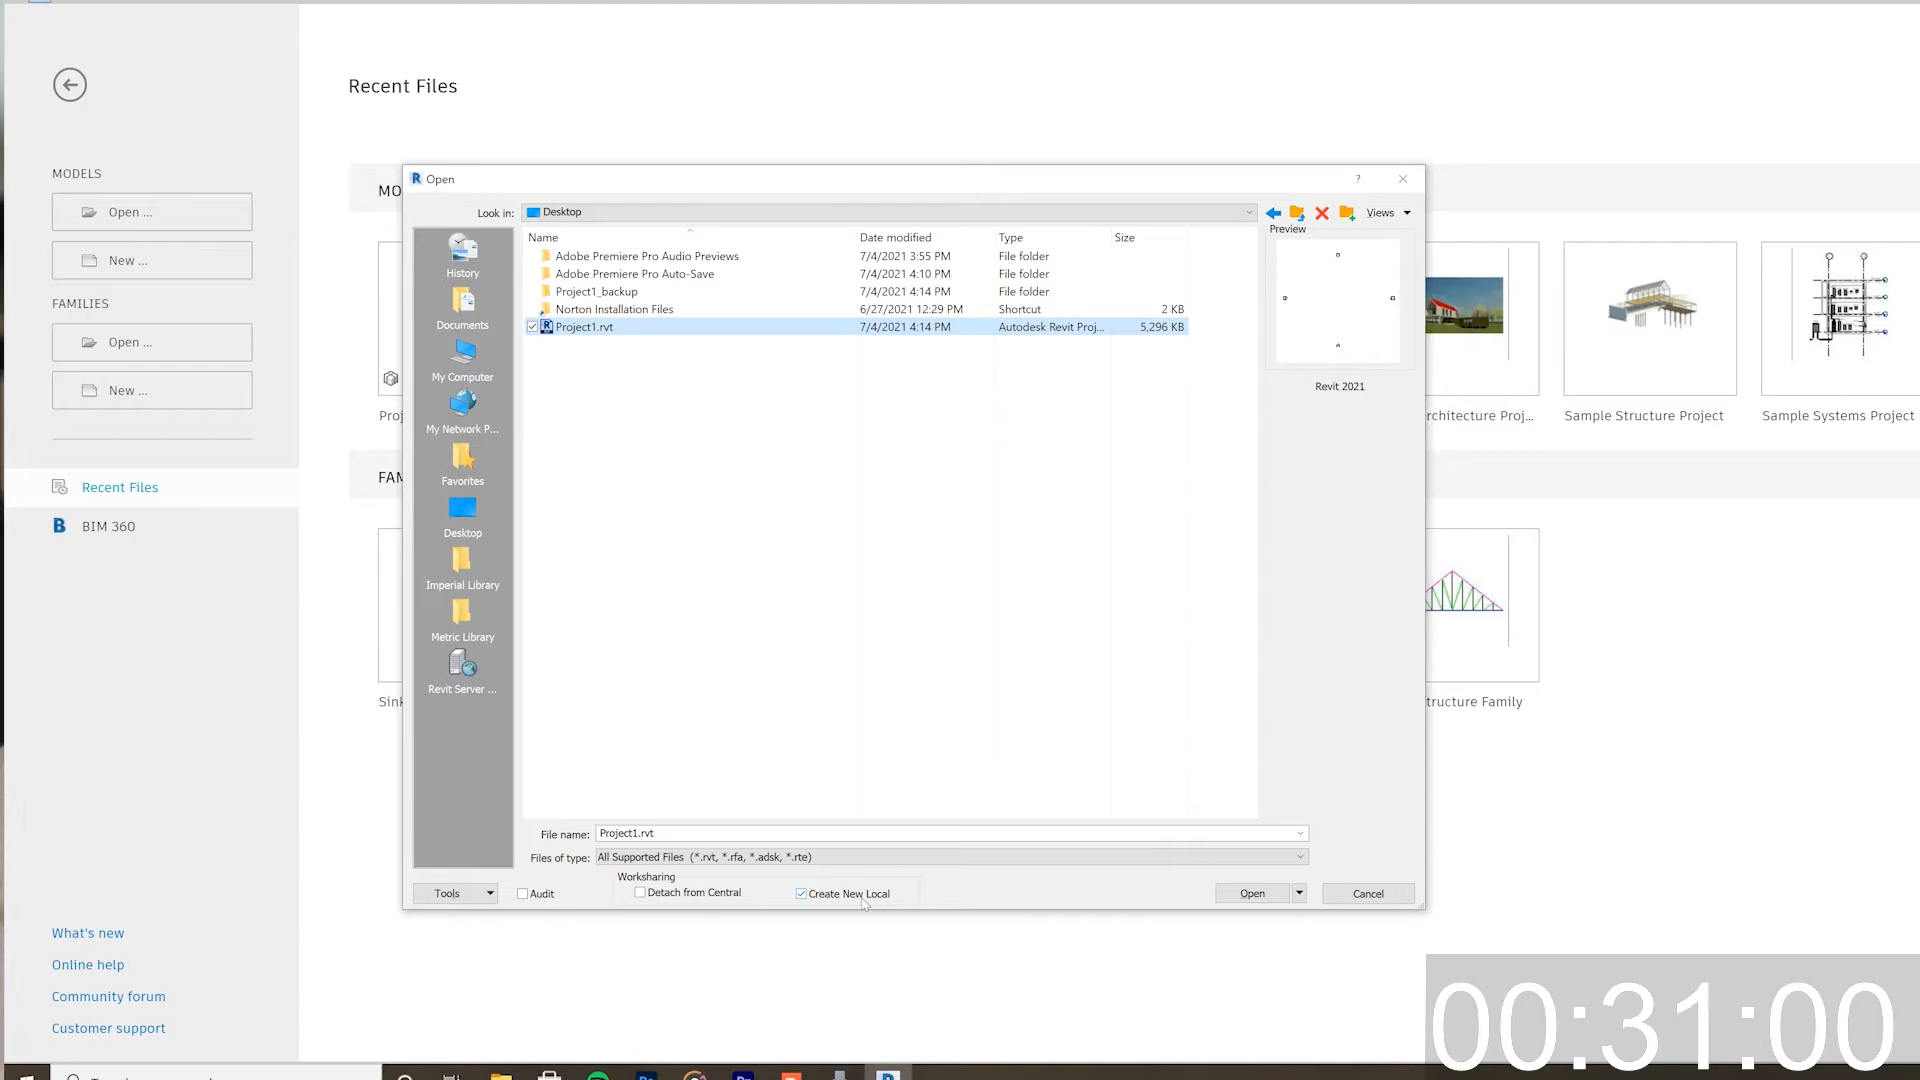 Recent Files
MODELS
Open ...
New ...
FAMILIES
Open ...
New ...
Recent Files
BIM 360
What's new
Online help
Community forum
Customer support
MO
Proj
FAM
Sink
R Open
?
Look in:
Desktop
Views
History
Documents
My Computer
My Network P...
Favorites
Desktop
Imperial Library
Metric Library
Revit Server ...
Name Date modified Type Size
Adobe Premiere Pro Audio Previews 7/4/2021 3:55 PM File folder
Adobe Premiere Pro Auto-Save 7/4/2021 4:10 PM File folder
Project1_backup 7/4/2021 4:14 PM File folder
Norton Installation Files 6/27/2021 12:29 PM Shortcut 2 KB
Project1.rvt 7/4/2021 4:14 PM Autodesk Revit Proj... 5,296 KB
Preview
Revit 2021
File name: Project1.rvt
Files of type: All Supported Files (*.rvt, *.rfa, *.adsk, *.rte)
Worksharing
Tools
Audit
Detach from Central
Create New Local
Open
Cancel
rchitecture Proj...
Sample Structure Project
Sample Systems Project
tructure Family
00:31:00